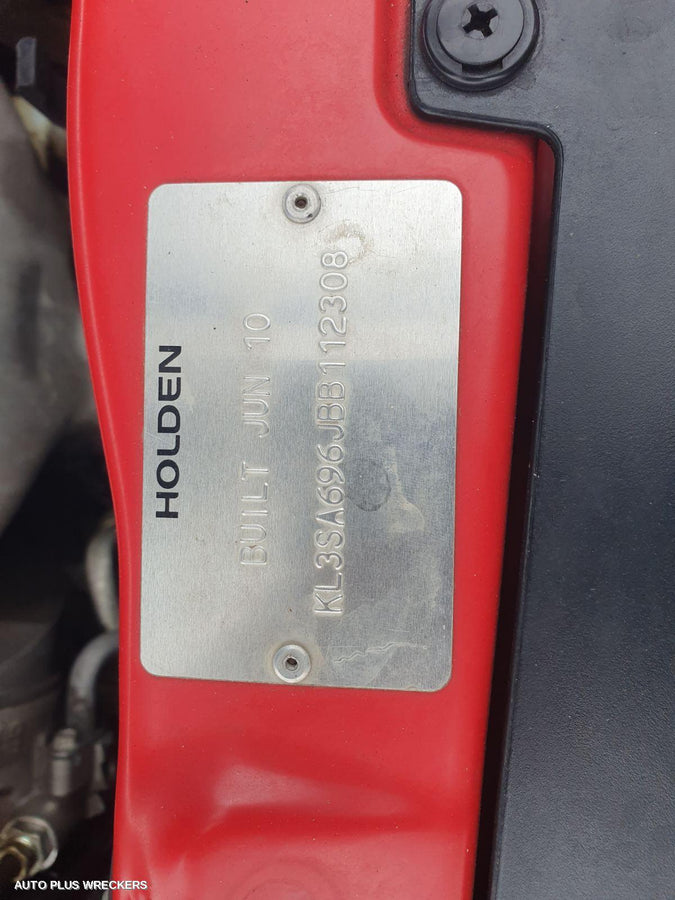 HOLDEN
BUILT JUN 10
KL3SA696JBB112308
AUTO PLUS WRECKERS